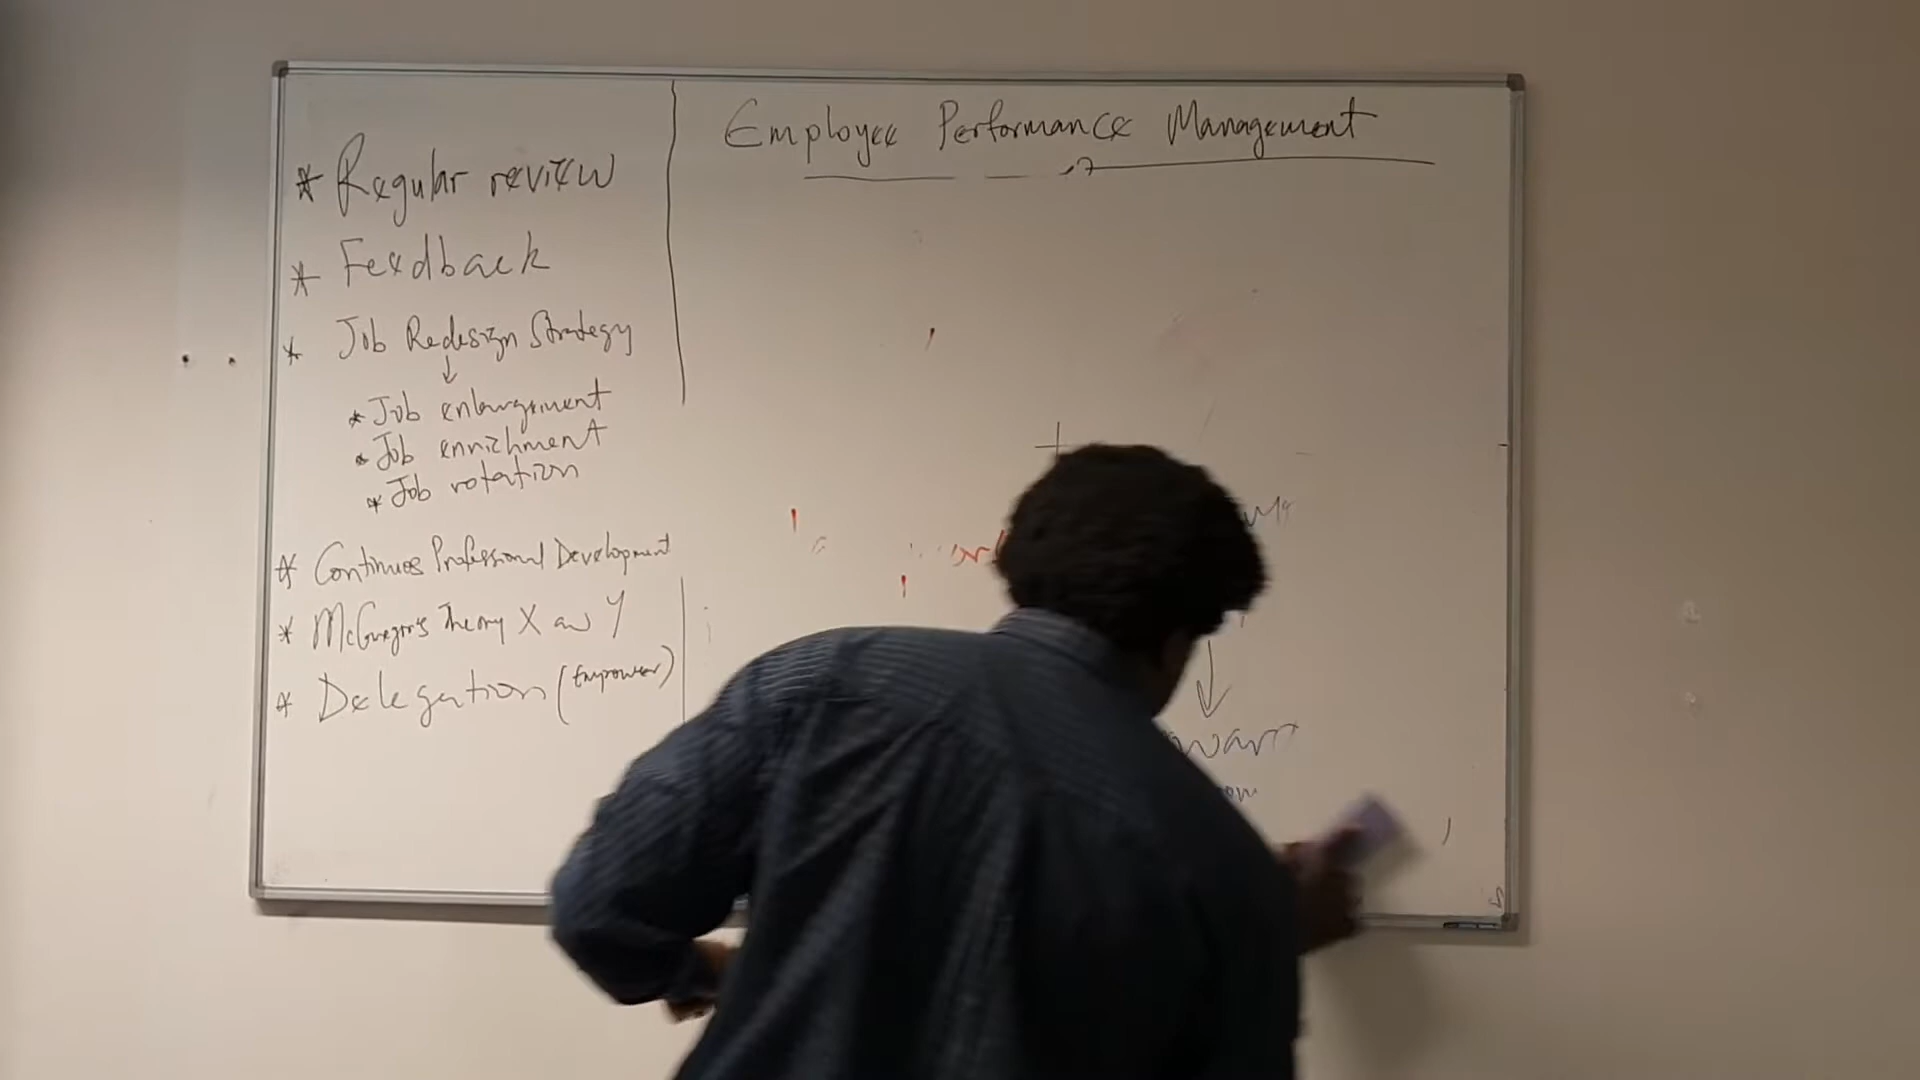 * Regular review
* Feedback
* Job Redesign Strategy
↓
* Job enlargement
* Job enrichment
* Job rotation
* Continues Professional Development
* McGregor's Theory X and Y
* Delegation (Empower)
Employee Performance Management